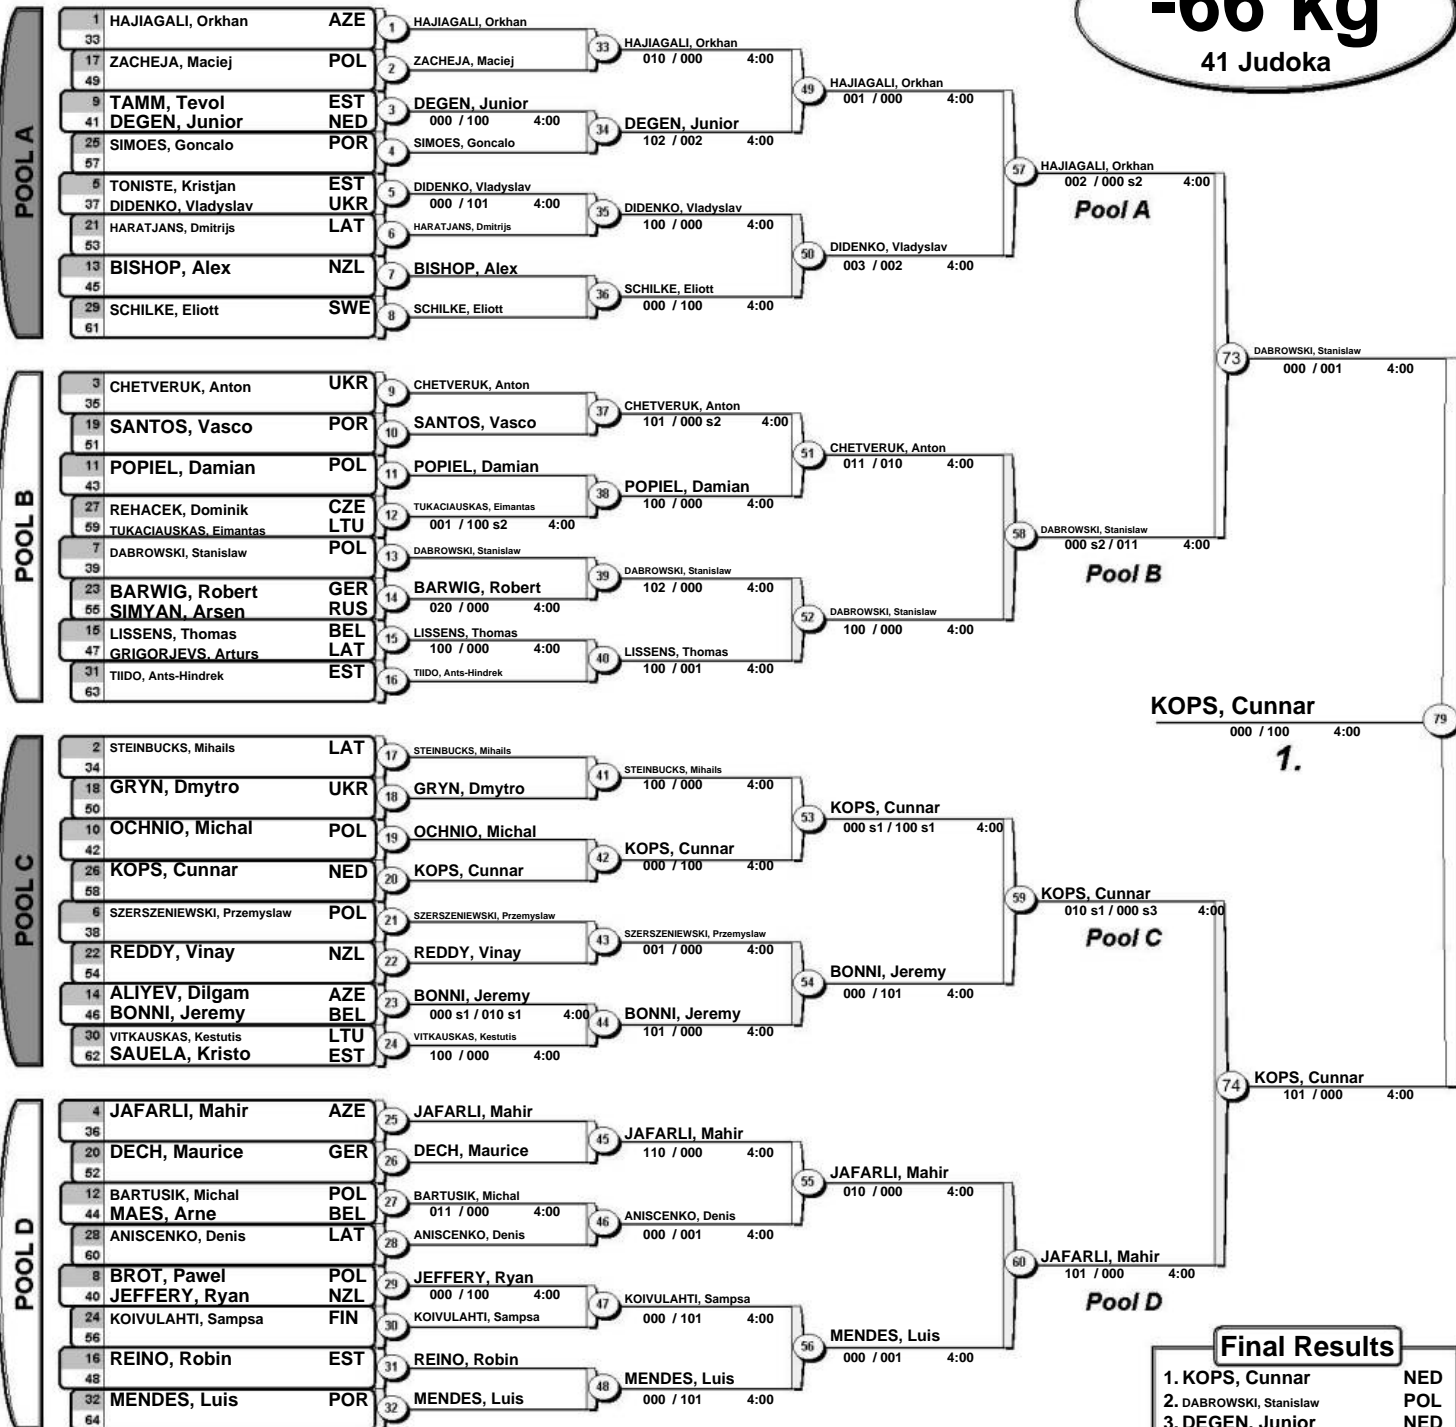 -66 kg
41 Judoka
POOL A
1 HAJIAGALI, Orkhan AZE
33
17 ZACHEJA, Maciej POL
49
9 TAMM, Tevol EST
41 DEGEN, Junior NED
25 SIMOES, Goncalo POR
57
5 TONISTE, Kristjan EST
37 DIDENKO, Vladyslav UKR
21 HARATJANS, Dmitrijs LAT
53
13 BISHOP, Alex NZL
45
29 SCHILKE, Eliott SWE
61
1 HAJIAGALI, Orkhan
2 ZACHEJA, Maciej
3 DEGEN, Junior
000 / 100 4:00
4 SIMOES, Goncalo
5 DIDENKO, Vladyslav
000 / 101 4:00
6 HARATJANS, Dmitrijs
7 BISHOP, Alex
8 SCHILKE, Eliott
33 HAJIAGALI, Orkhan
010 / 000 4:00
34 DEGEN, Junior
102 / 002 4:00
35 DIDENKO, Vladyslav
100 / 000 4:00
36 SCHILKE, Eliott
000 / 100 4:00
49 HAJIAGALI, Orkhan
001 / 000 4:00
50 DIDENKO, Vladyslav
003 / 002 4:00
57 HAJIAGALI, Orkhan
002 / 000 s2 4:00
Pool A
POOL B
3 CHETVERUK, Anton UKR
35
19 SANTOS, Vasco POR
51
11 POPIEL, Damian POL
43
27 REHACEK, Dominik CZE
59 TUKACIAUSKAS, Eimantas LTU
7 DABROWSKI, Stanislaw POL
39
23 BARWIG, Robert GER
55 SIMYAN, Arsen RUS
15 LISSENS, Thomas BEL
47 GRIGORJEVS, Arturs LAT
31 TIIDO, Ants-Hindrek EST
63
9 CHETVERUK, Anton
10 SANTOS, Vasco
11 POPIEL, Damian
12 TUKACIAUSKAS, Eimantas
001 / 100 s2 4:00
13 DABROWSKI, Stanislaw
14 BARWIG, Robert
020 / 000 4:00
15 LISSENS, Thomas
100 / 000 4:00
16 TIIDO, Ants-Hindrek
37 CHETVERUK, Anton
101 / 000 s2 4:00
38 POPIEL, Damian
100 / 000 4:00
39 DABROWSKI, Stanislaw
102 / 000 4:00
40 LISSENS, Thomas
100 / 001 4:00
51 CHETVERUK, Anton
011 / 010 4:00
52 DABROWSKI, Stanislaw
100 / 000 4:00
58 DABROWSKI, Stanislaw
000 s2 / 011 4:00
Pool B
73 DABROWSKI, Stanislaw
000 / 001 4:00
KOPS, Cunnar
79
000 / 100 4:00
1.
POOL C
2 STEINBUCKS, Mihails LAT
34
18 GRYN, Dmytro UKR
50
10 OCHNIO, Michal POL
42
26 KOPS, Cunnar NED
58
6 SZERSZENIEWSKI, Przemyslaw POL
38
22 REDDY, Vinay NZL
54
14 ALIYEV, Dilgam AZE
46 BONNI, Jeremy BEL
30 VITKAUSKAS, Kestutis LTU
62 SAUELA, Kristo EST
17 STEINBUCKS, Mihails
18 GRYN, Dmytro
19 OCHNIO, Michal
20 KOPS, Cunnar
21 SZERSZENIEWSKI, Przemyslaw
22 REDDY, Vinay
23 BONNI, Jeremy
000 s1 / 010 s1 4:00
24 VITKAUSKAS, Kestutis
100 / 000 4:00
41 STEINBUCKS, Mihails
100 / 000 4:00
42 KOPS, Cunnar
000 / 100 4:00
43 SZERSZENIEWSKI, Przemyslaw
001 / 000 4:00
44 BONNI, Jeremy
101 / 000 4:00
53 KOPS, Cunnar
000 s1 / 100 s1 4:00
54 BONNI, Jeremy
000 / 101 4:00
59 KOPS, Cunnar
010 s1 / 000 s3 4:00
Pool C
74 KOPS, Cunnar
101 / 000 4:00
POOL D
4 JAFARLI, Mahir AZE
36
20 DECH, Maurice GER
52
12 BARTUSIK, Michal POL
44 MAES, Arne BEL
28 ANISCENKO, Denis LAT
60
8 BROT, Pawel POL
40 JEFFERY, Ryan NZL
24 KOIVULAHTI, Sampsa FIN
56
16 REINO, Robin EST
48
32 MENDES, Luis POR
64
25 JAFARLI, Mahir
26 DECH, Maurice
27 BARTUSIK, Michal
011 / 000 4:00
28 ANISCENKO, Denis
29 JEFFERY, Ryan
000 / 100 4:00
30 KOIVULAHTI, Sampsa
31 REINO, Robin
32 MENDES, Luis
45 JAFARLI, Mahir
110 / 000 4:00
46 ANISCENKO, Denis
000 / 001 4:00
47 KOIVULAHTI, Sampsa
000 / 101 4:00
48 MENDES, Luis
000 / 101 4:00
55 JAFARLI, Mahir
010 / 000 4:00
56 MENDES, Luis
000 / 001 4:00
60 JAFARLI, Mahir
101 / 000 4:00
Pool D
Final Results
1. KOPS, Cunnar NED
2. DABROWSKI, Stanislaw POL
3. DEGEN, Junior NED